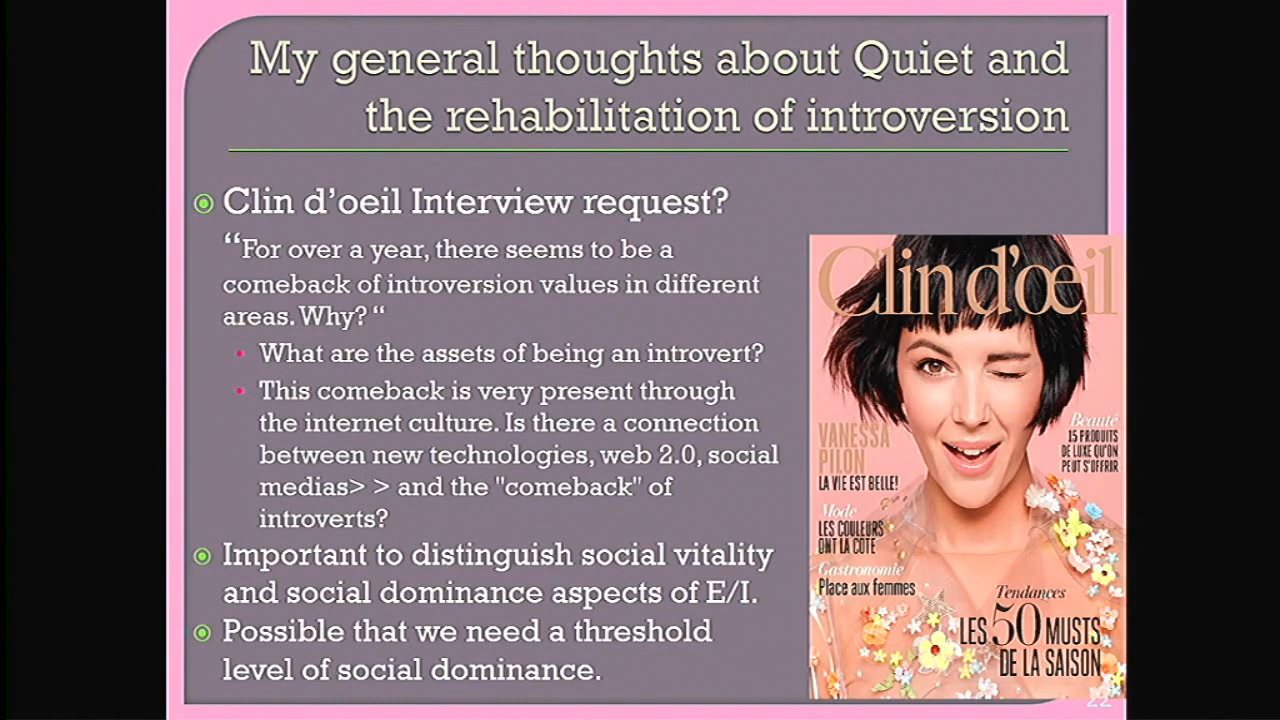 My general thoughts about Quiet and
the rehabilitation of introversion
Clin d'oeil Interview request?
“For over a year, there seems to be a
comeback of introversion values in different
areas. Why? “
What are the assets of being an introvert?
This comeback is very present through
the internet culture. Is there a connection
between new technologies, web 2.0, social
medias> > and the "comeback" of
introverts?
Important to distinguish social vitality
and social dominance aspects of E/I.
Possible that we need a threshold
level of social dominance.
Clin d'œil
VANESSA
PILON
LA VIE EST BELLE!
Mode
LES COULEURS
ONT LA COTE
Gastronomie
Place aux femmes
Beauté
15 PRODUITS
DE LUXE QU'ON
PEUT S'OFFRIR
Tendances
LES 50 MUSTS
DE LA SAISON
22